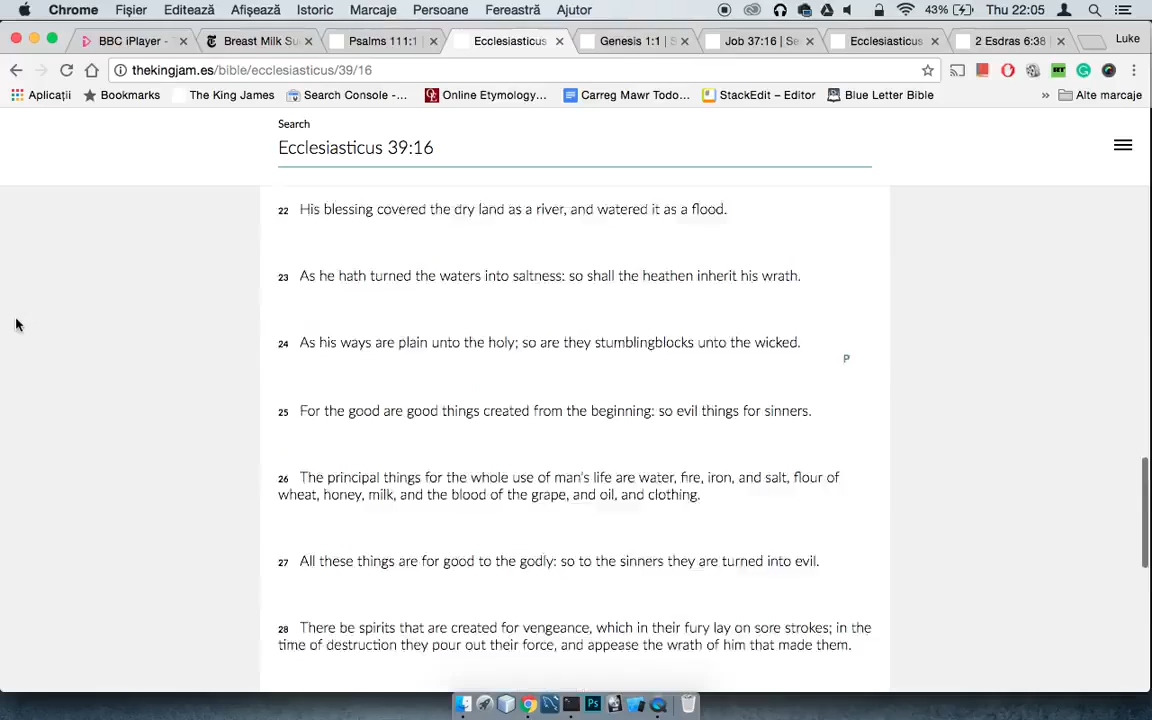 Chrome Fișier Editează Afișează Istoric Marcaje Persoane Fereastră Ajutor 43% Thu 22:05
BBC iPlayer - Breast Milk Su Psalms 111:1 | Ecclesiasticus Genesis 1:1 | S Job 37:16 | Se Ecclesiasticus 2 Esdras 6:38 Luke
thekingjam.es/bible/ecclesiasticus/39/16
Aplicații Bookmarks The King James Search Console -... Online Etymology... Carreg Mawr Todo... StackEdit – Editor Blue Letter Bible » Alte marcaje
Search
Ecclesiasticus 39:16
22 His blessing covered the dry land as a river, and watered it as a flood.
23 As he hath turned the waters into saltness: so shall the heathen inherit his wrath.
24 As his ways are plain unto the holy; so are they stumblingblocks unto the wicked.
P
25 For the good are good things created from the beginning: so evil things for sinners.
26 The principal things for the whole use of man's life are water, fire, iron, and salt, flour of
wheat, honey, milk, and the blood of the grape, and oil, and clothing.
27 All these things are for good to the godly: so to the sinners they are turned into evil.
28 There be spirits that are created for vengeance, which in their fury lay on sore strokes; in the
time of destruction they pour out their force, and appease the wrath of him that made them.
Ps